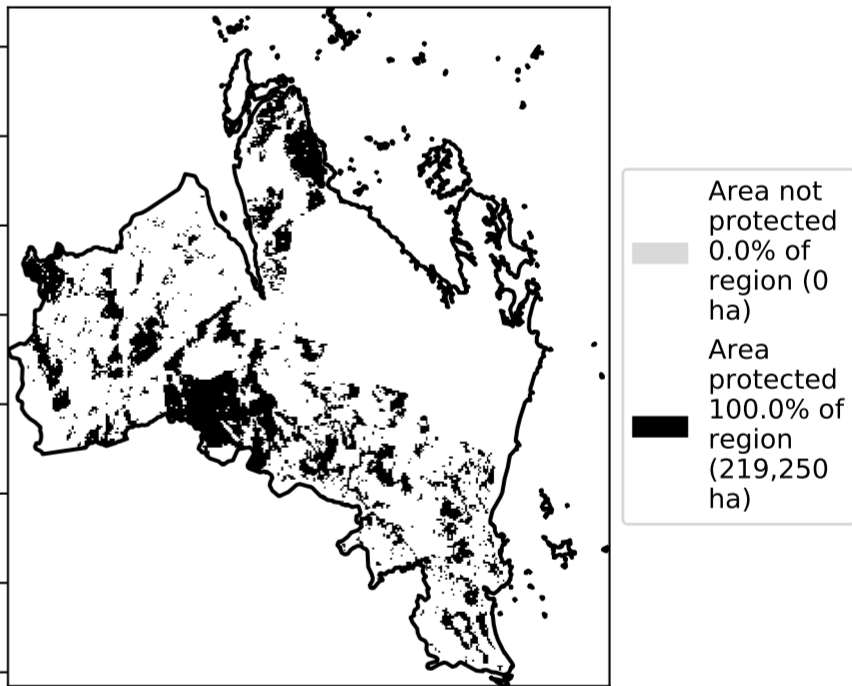 Area not
protected
0.0% of
region (0
ha)
Area
protected
100.0% of
region
(219,250
ha)